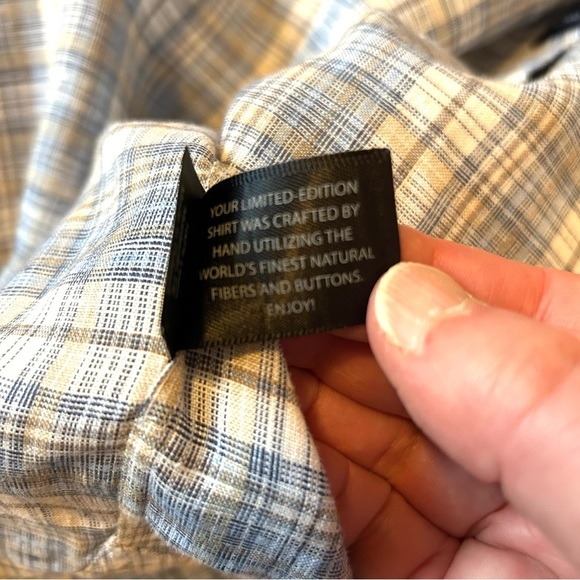 YOUR LIMITED-EDITION
SHIRT WAS CRAFTED BY
HAND UTILIZING THE
WORLD'S FINEST NATURAL
FIBERS AND BUTTONS.
ENJOY!